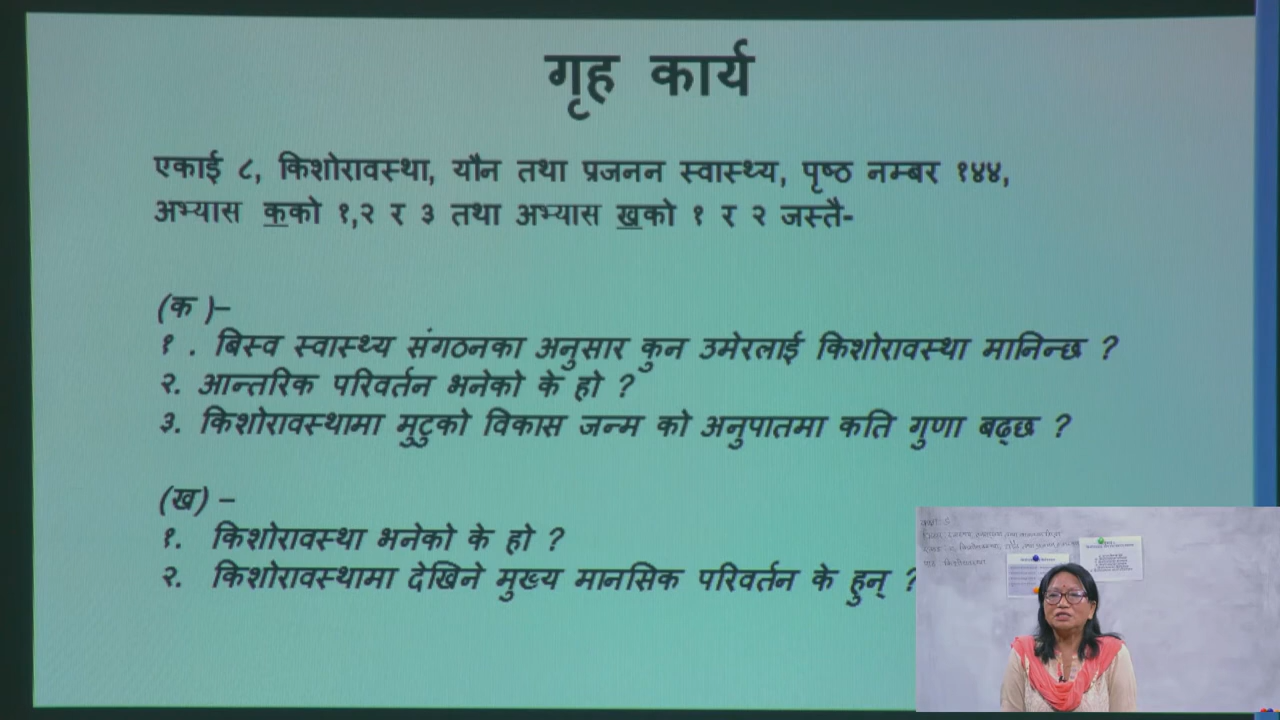 गृह कार्य
एकाई ८, किशोरावस्था, यौन तथा प्रजनन स्वास्थ्य, पृष्ठ नम्बर १४४,
अभ्यास कको १,२ र ३ तथा अभ्यास खको १ र २ जस्तै-
(क )–
१ . बिस्व स्वास्थ्य संगठनका अनुसार कुन उमेरलाई किशोरावस्था मानिन्छ ?
२. आन्तरिक परिवर्तन भनेको के हो ?
३. किशोरावस्थामा मुटुको विकास जन्म को अनुपातमा कति गुणा बढ्छ ?
(ख) –
१. किशोरावस्था भनेको के हो ?
२. किशोरावस्थामा देखिने मुख्य मानसिक परिवर्तन के हुन् ?